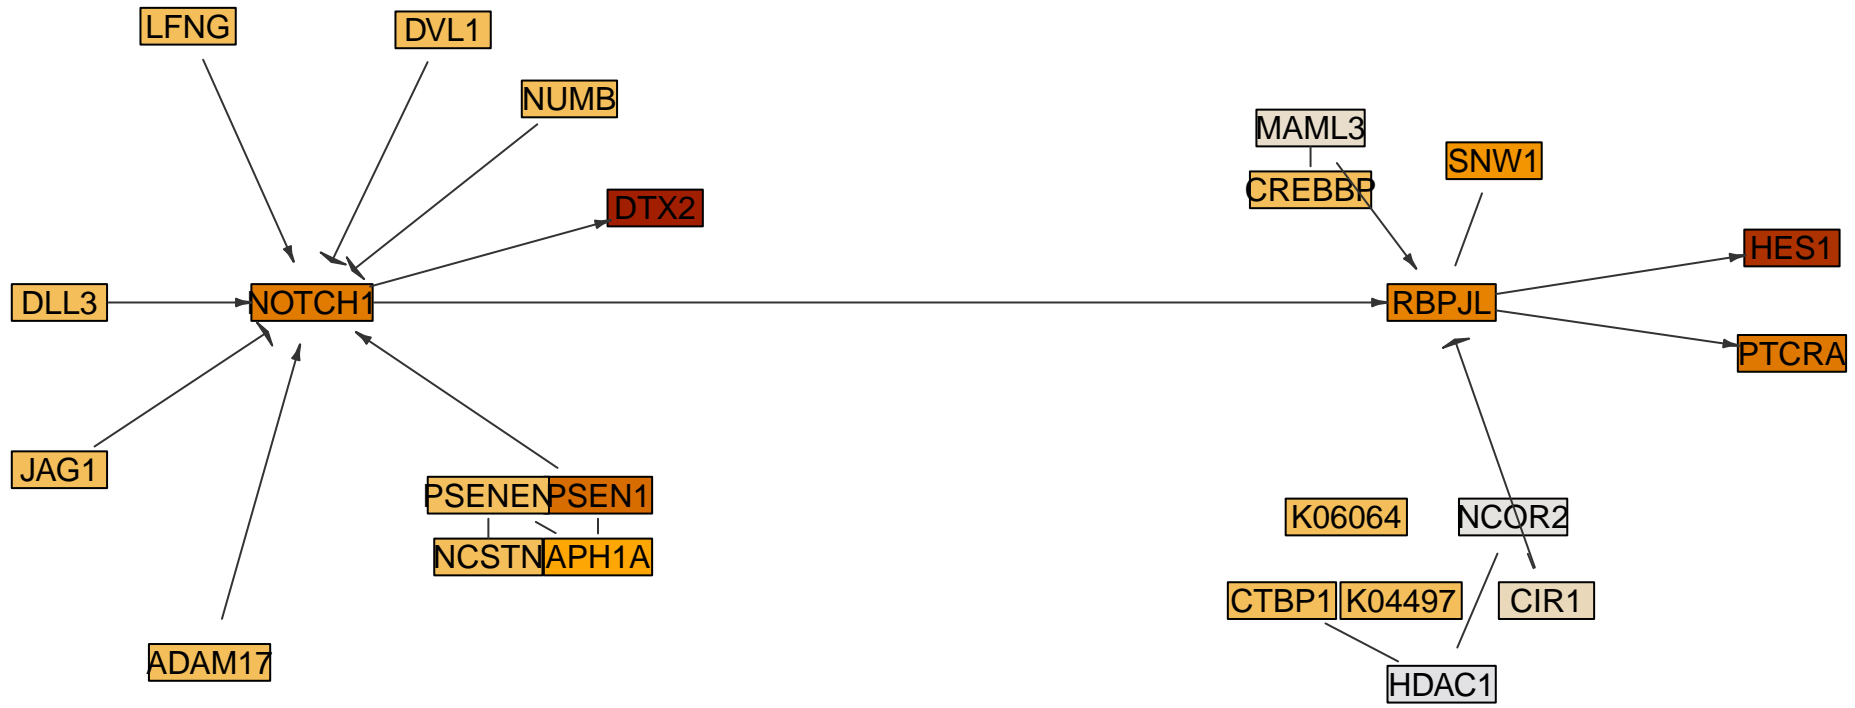 LFNG
DVL1
NUMB
MAML3
SNW1
CREBBP
DTX2
HES1
DLL3
NOTCH1
RBPJL
PTCRA
JAG1
PSENEN
PSEN1
K06064
NCOR2
NCSTN
APH1A
CTBP1
K04497
CIR1
ADAM17
HDAC1